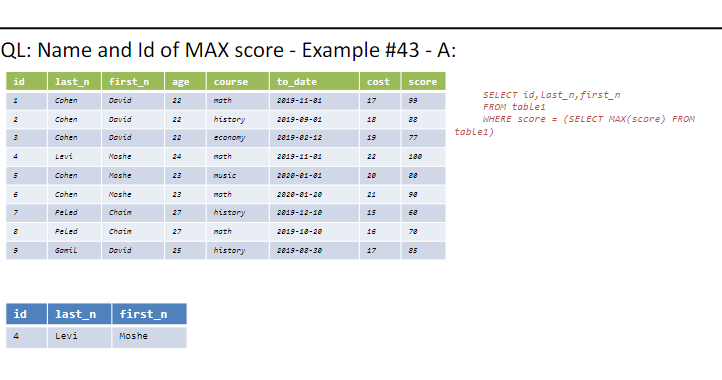 QL: Name and Id of MAX score - Example #43 - A:
id last_n first_n age course to_date cost score
1 Cohen David 22 math 2019-11-01 17 99
2 Cohen David 22 history 2019-09-01 18 88
3 Cohen David 22 economy 2019-02-12 19 77
4 Levi Moshe 24 math 2019-11-01 22 100
5 Cohen Moshe 23 music 2020-01-01 20 80
6 Cohen Moshe 23 math 2020-01-20 21 90
7 Peled Chaim 27 history 2019-12-10 15 60
8 Peled Chaim 27 math 2019-10-20 16 70
9 Gamil David 25 history 2019-08-30 17 85
SELECT id,last_n,first_n
FROM table1
WHERE score = (SELECT MAX(score) FROM
table1)
id last_n first_n
4 Levi Moshe